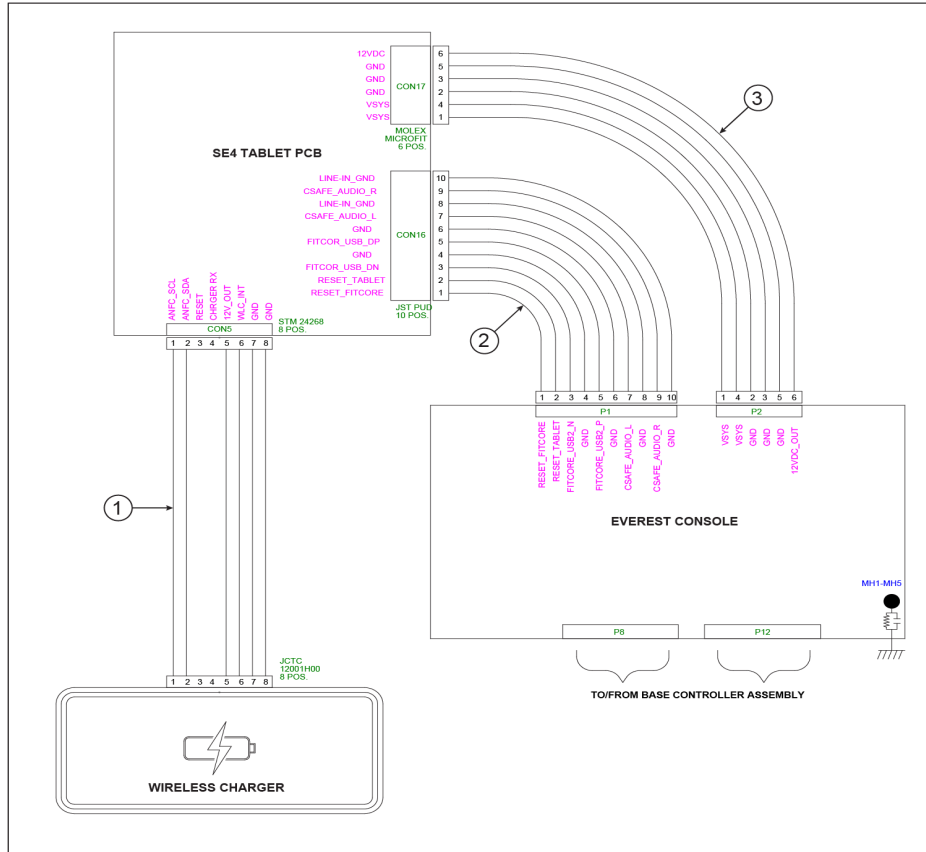 12VDC 6
GND 5
GND 3
GND 2
VSYS 4
VSYS 1
CON17
MOLEX
MICROFIT
6 POS.
3
SE4 TABLET PCB
LINE-IN_GND 10
CSAFE_AUDIO_R 9
LINE-IN_GND 8
CSAFE_AUDIO_L 7
GND 6
FITCOR_USB_DP 5
GND 4
FITCOR_USB_DN 3
RESET_TABLET 2
RESET_FITCORE 1
CON16
JST PUD
10 POS.
2
ANFC_SCL
ANFC_SDA
RESET
CHRGER RX
12V_OUT
WLC_INT
GND
GND
CON5
STM 24268
8 POS.
1 2 3 4 5 6 7 8
1 2 3 4 5 6 7 8 9 10
P1
RESET_FITCORE
RESET_TABLET
FITCORE_USB2_N
GND
FITCORE_USB2_P
GND
CSAFE_AUDIO_L
GND
CSAFE_AUDIO_R
GND
1 4 2 3 5 6
P2
VSYS
VSYS
GND
GND
GND
12VDC_OUT
1
EVEREST CONSOLE
MH1-MH5
P8
P12
TO/FROM BASE CONTROLLER ASSEMBLY
JCTC
12001H00
8 POS.
1 2 3 4 5 6 7 8
WIRELESS CHARGER